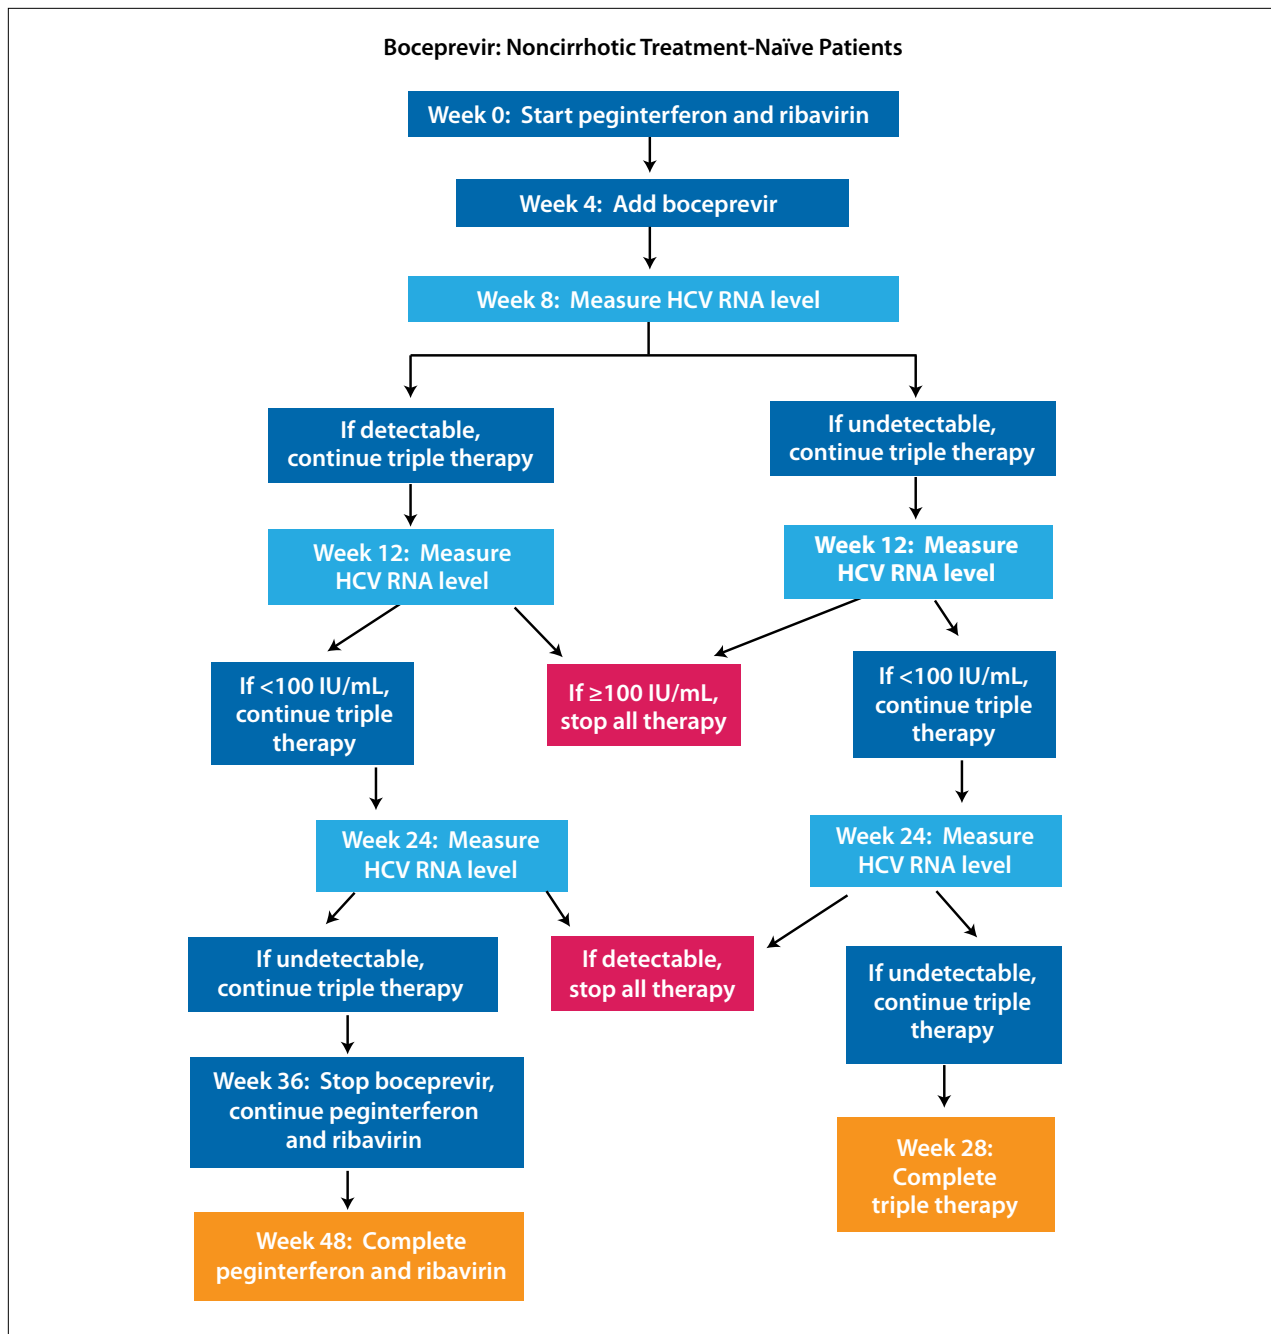 Boceprevir: Noncirrhotic Treatment-Naïve Patients
Week 0: Start peginterferon and ribavirin
Week 4: Add boceprevir
Week 8: Measure HCV RNA level
If detectable,
continue triple therapy
If undetectable,
continue triple therapy
Week 12: Measure
HCV RNA level
Week 12: Measure
HCV RNA level
If <100 IU/mL,
continue triple
therapy
If ≥100 IU/mL,
stop all therapy
If <100 IU/mL,
continue triple
therapy
Week 24: Measure
HCV RNA level
Week 24: Measure
HCV RNA level
If undetectable,
continue triple therapy
If detectable,
stop all therapy
If undetectable,
continue triple
therapy
Week 36: Stop boceprevir,
continue peginterferon
and ribavirin
Week 28:
Complete
triple therapy
Week 48: Complete
peginterferon and ribavirin